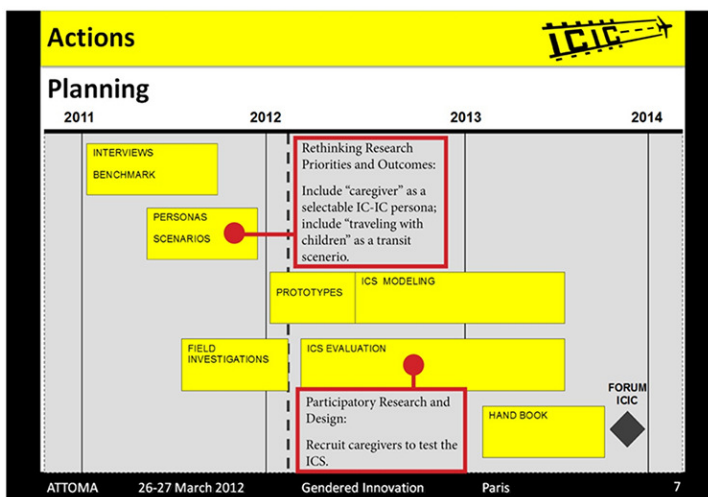 Actions
ICIC
Planning
2011 2012 2013 2014
INTERVIEWS
BENCHMARK
Rethinking Research
Priorities and Outcomes:
Include “caregiver” as a
selectable IC-IC persona;
include “traveling with
children” as a transit
scenerio.
PERSONAS
SCENARIOS
PROTOTYPES
ICS MODELING
FIELD
INVESTIGATIONS
ICS EVALUATION
Participatory Research and
Design:
Recruit caregivers to test the
ICS.
HAND BOOK
FORUM
ICIC
ATTOMA 26-27 March 2012 Gendered Innovation Paris 7